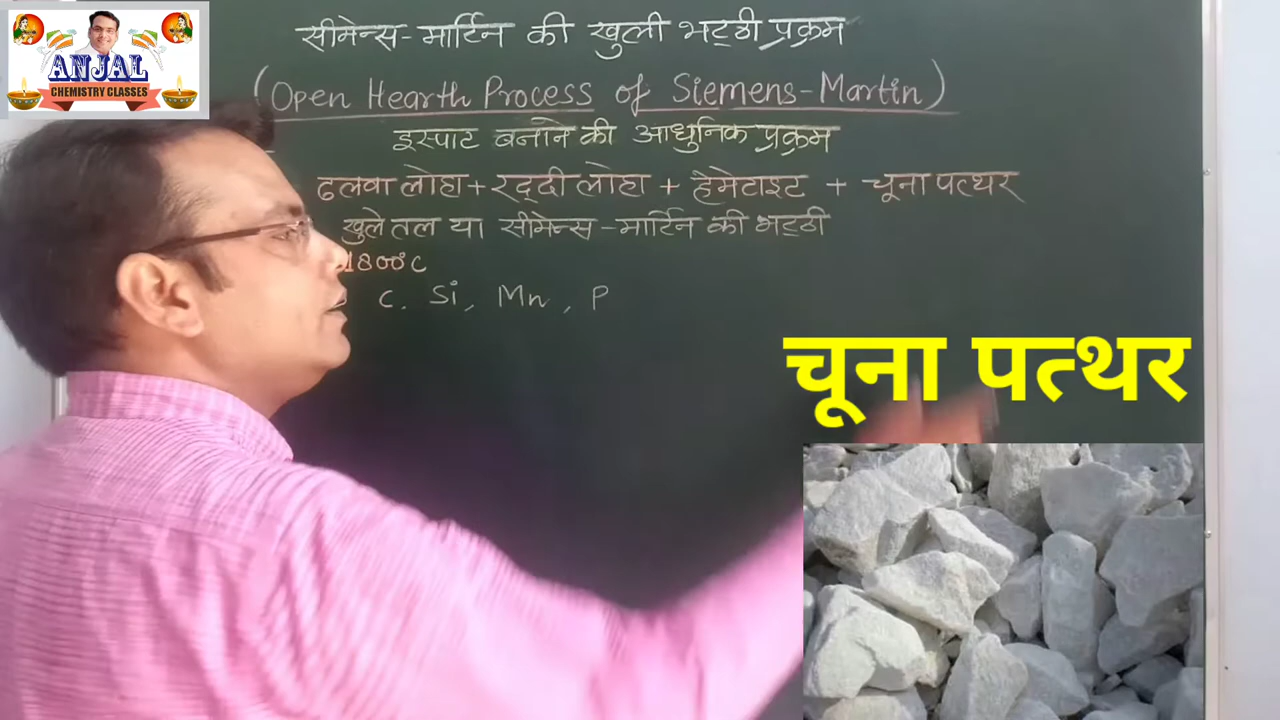 ANJAL
CHEMISTRY CLASSES
सीमेन्स-मार्टिन की खुली भट्ठी प्रक्रम
(Open Hearth Process of Siemens-Martin)
इस्पात बनाने की आधुनिक प्रक्रम
ढलवा लोहा + रद्दी लोहा + हेमेटाइट + चूना पत्थर
खुले तल या सीमेन्स-मार्टिन की भट्ठी
1800°C
C, Si, Mn, P
चूना पत्थर